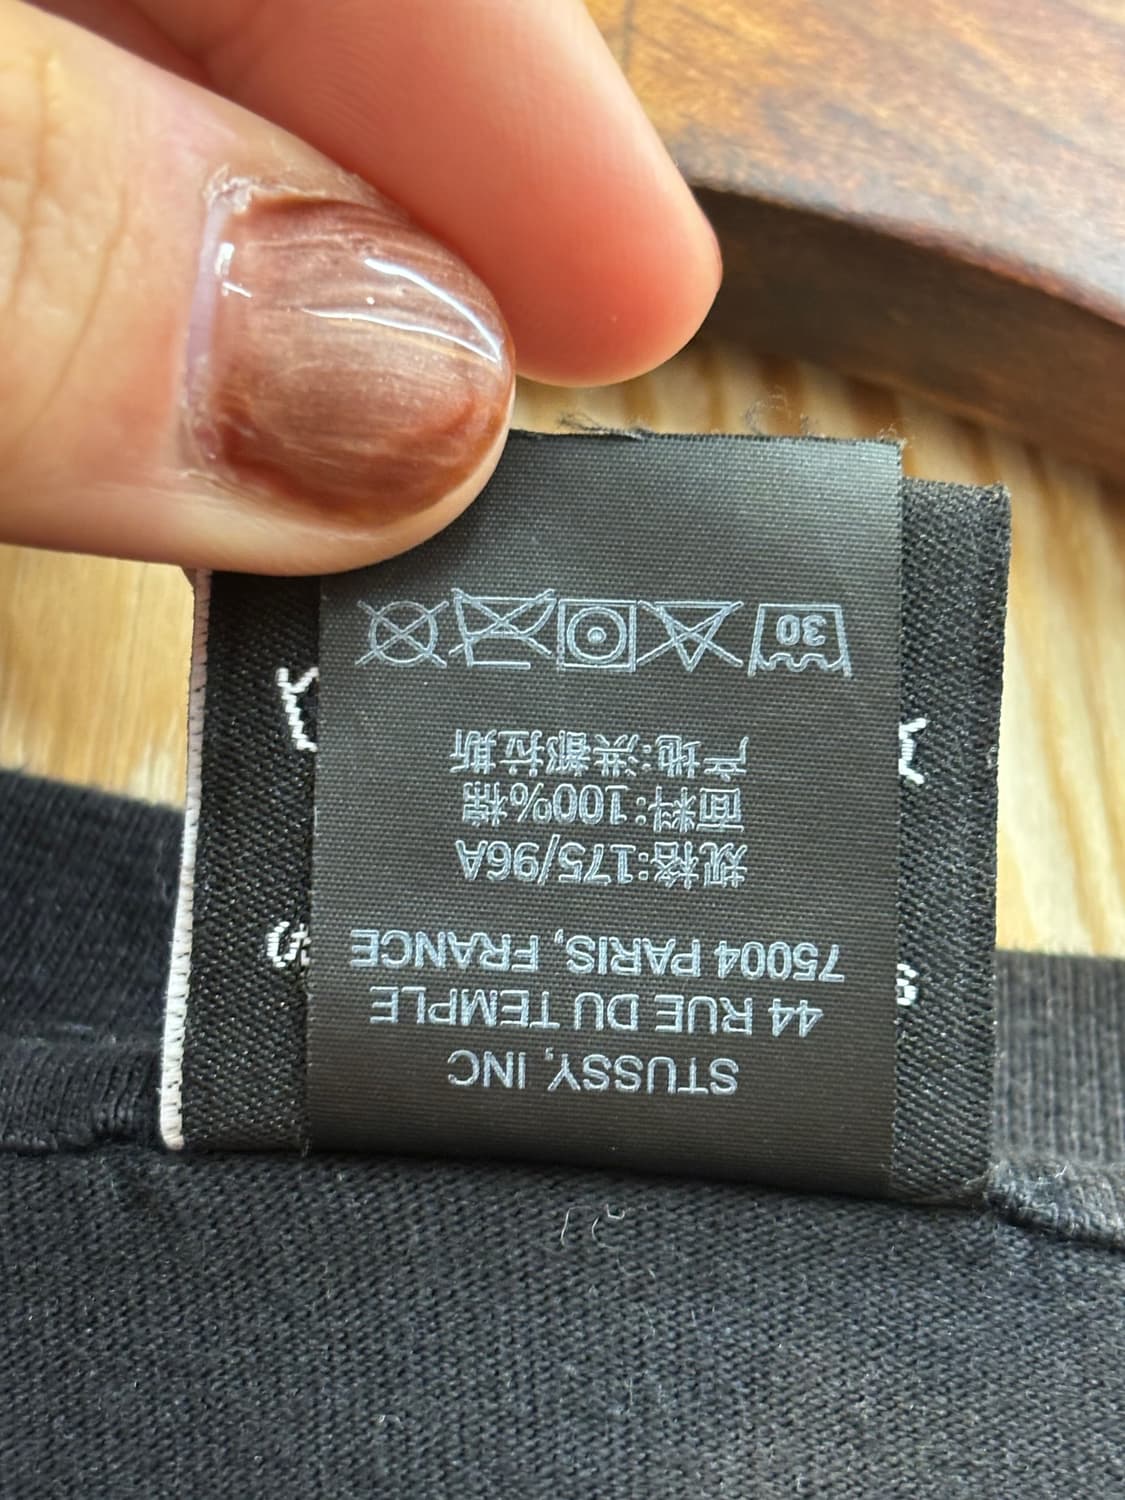 STUSSY, INC
44 RUE DU TEMPLE
75004 PARIS, FRANCE
规格:175/96A
面料:100%棉
产地:洪都拉斯
30